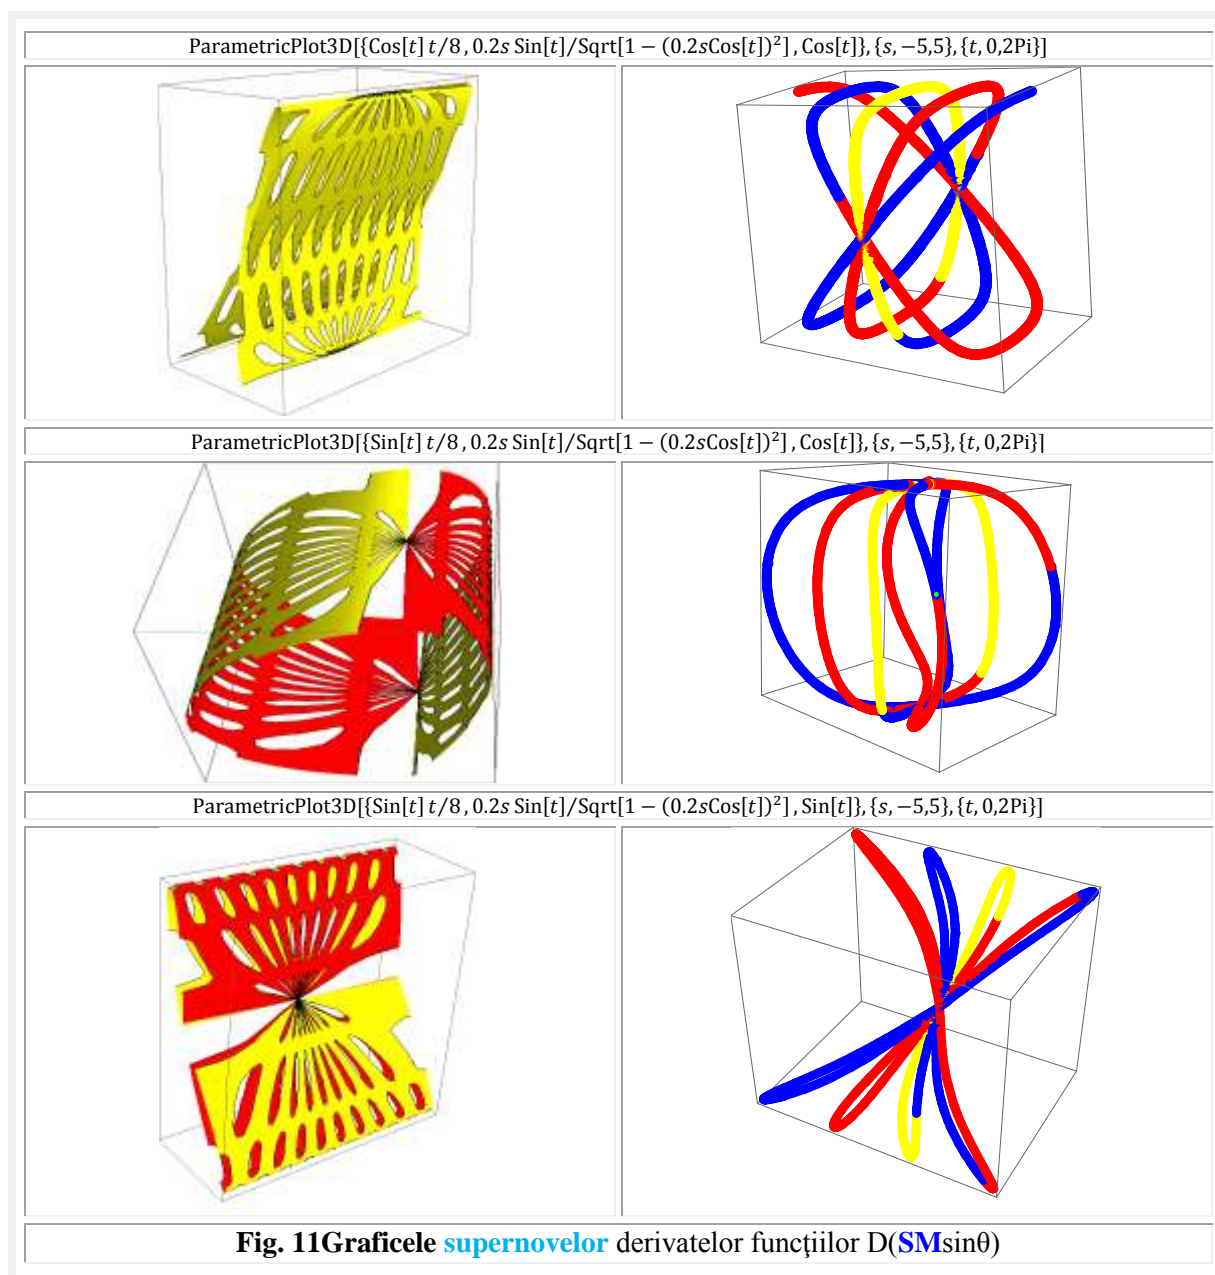 ParametricPlot3D[{Cos[t] t/8 , 0.2s Sin[t]/Sqrt[1 − (0.2sCos[t])²] , Cos[t]}, {s, −5,5}, {t, 0,2Pi}]
ParametricPlot3D[{Sin[t] t/8 , 0.2s Sin[t]/Sqrt[1 − (0.2sCos[t])²] , Cos[t]}, {s, −5,5}, {t, 0,2Pi}]
ParametricPlot3D[{Sin[t] t/8 , 0.2s Sin[t]/Sqrt[1 − (0.2sCos[t])²] , Sin[t]}, {s, −5,5}, {t, 0,2Pi}]
Fig. 11Graficele supernovelor derivatelor funcţiilor D(SMsinθ)